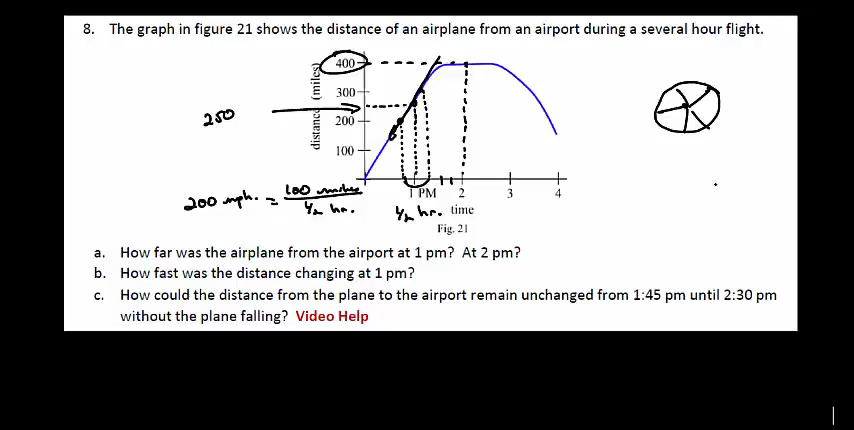 8. The graph in figure 21 shows the distance of an airplane from an airport during a several hour flight.
400
300
200
100
distance (miles)
250
200 mph. = 100 miles / ½ hr.
1 PM 2 3 4
½ hr. time
Fig. 21
a. How far was the airplane from the airport at 1 pm? At 2 pm?
b. How fast was the distance changing at 1 pm?
c. How could the distance from the plane to the airport remain unchanged from 1:45 pm until 2:30 pm
without the plane falling? Video Help